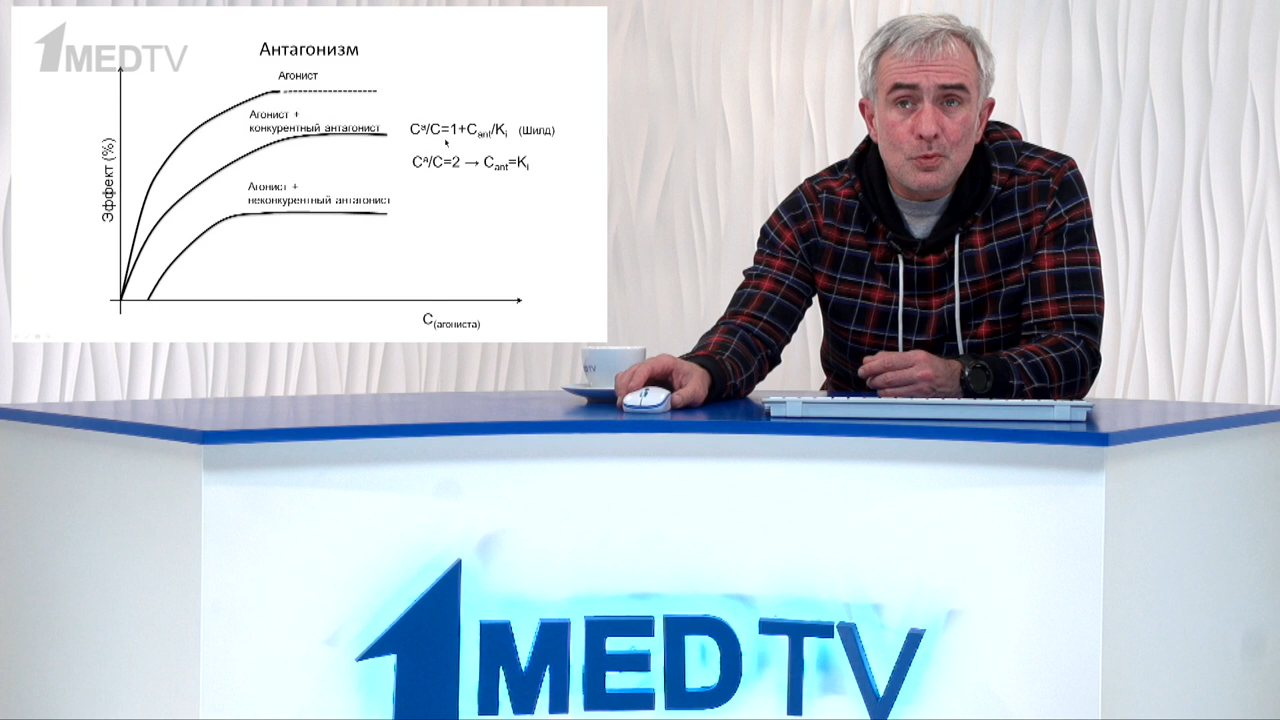 1MEDTV
Антагонизм
Агонист
Агонист +
конкурентный антагонист
Cᵃ/C=1+Cant/Ki (Шилд)
Cᵃ/C=2 → Cant=Ki
Агонист +
неконкурентный антагонист
Эффект (%)
C(агониста)
TV
1MEDTV